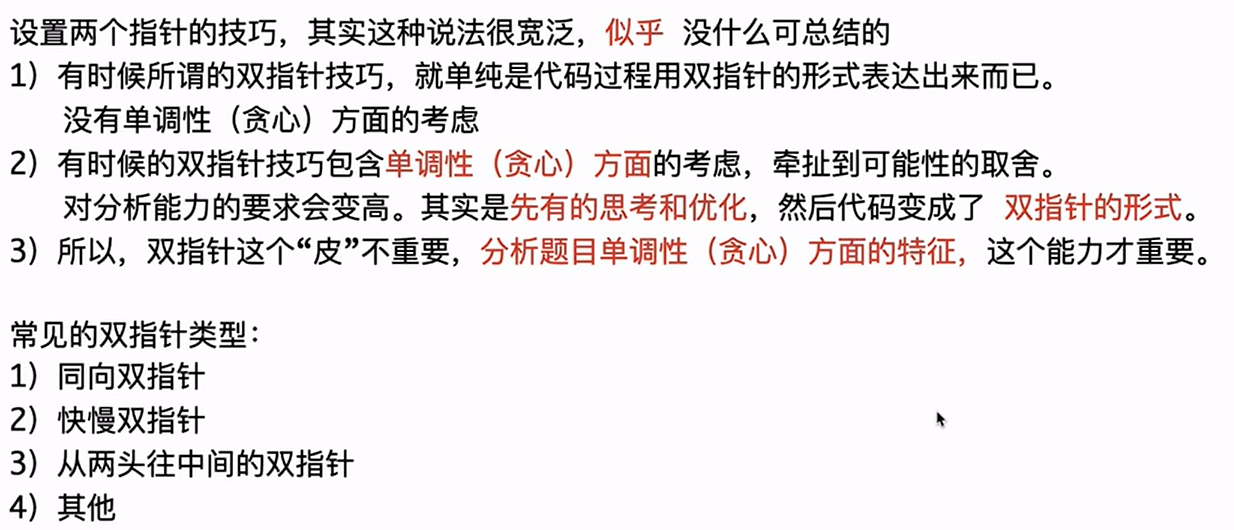 设置两个指针的技巧，其实这种说法很宽泛，似乎 没什么可总结的
1）有时候所谓的双指针技巧，就单纯是代码过程用双指针的形式表达出来而已。
没有单调性（贪心）方面的考虑
2）有时候的双指针技巧包含单调性（贪心）方面的考虑，牵扯到可能性的取舍。
对分析能力的要求会变高。其实是先有的思考和优化，然后代码变成了 双指针的形式。
3）所以，双指针这个“皮”不重要，分析题目单调性（贪心）方面的特征，这个能力才重要。
常见的双指针类型：
1）同向双指针
2）快慢双指针
3）从两头往中间的双指针
4）其他